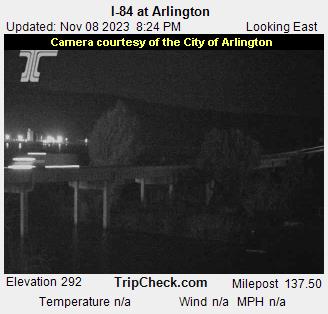 I-84 at Arlington
Updated: Nov 08 2023 8:24 PM Looking East
Camera courtesy of the City of Arlington
Elevation 292 TripCheck.com Milepost 137.50
Temperature n/a Wind n/a MPH n/a